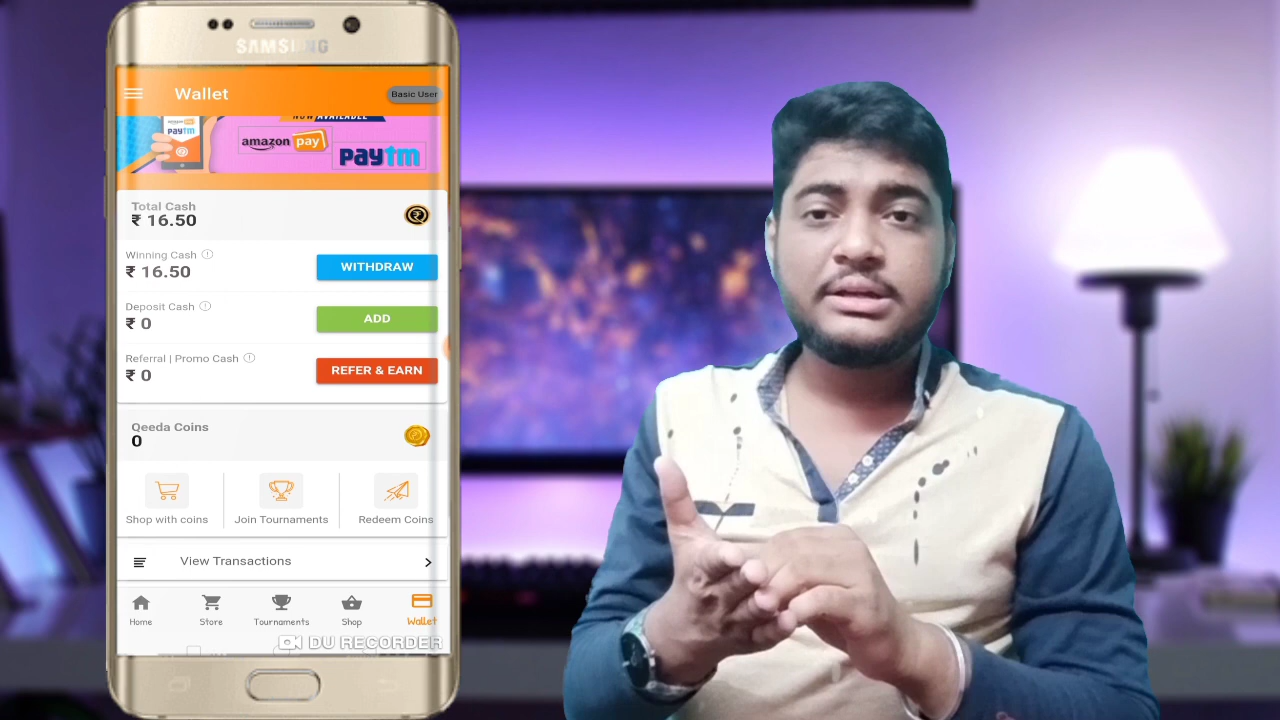 SAMSUNG
Wallet
Basic User
NOW AVAILABLE
paytm
amazon pay
paytm
Total Cash
₹ 16.50
Winning Cash
₹ 16.50
WITHDRAW
Deposit Cash
₹ 0
ADD
Referral | Promo Cash
₹ 0
REFER & EARN
Qeeda Coins
0
Shop with coins
Join Tournaments
Redeem Coins
View Transactions
Home
Store
Tournaments
Shop
Wallet
DU RECORDER